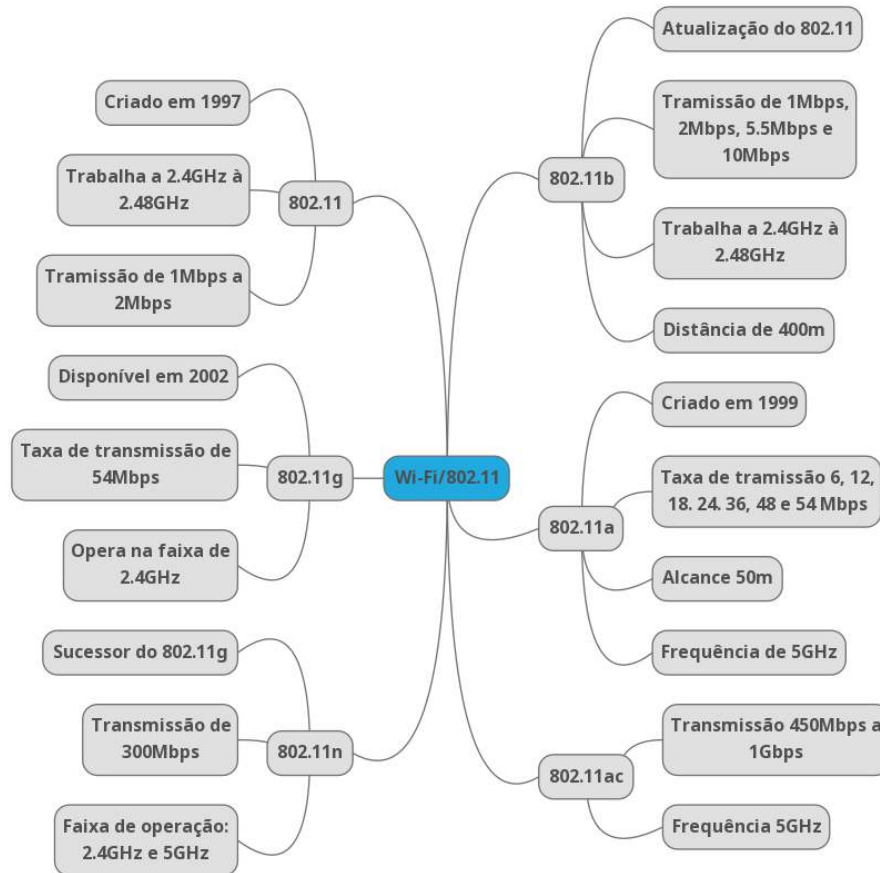 Wi-Fi/802.11
802.11
Criado em 1997
Trabalha a 2.4GHz à
2.48GHz
Tramissão de 1Mbps a
2Mbps
802.11g
Disponível em 2002
Taxa de transmissão de
54Mbps
Opera na faixa de
2.4GHz
802.11n
Sucessor do 802.11g
Transmissão de
300Mbps
Faixa de operação:
2.4GHz e 5GHz
802.11b
Atualização do 802.11
Tramissão de 1Mbps,
2Mbps, 5.5Mbps e
10Mbps
Trabalha a 2.4GHz à
2.48GHz
Distância de 400m
802.11a
Criado em 1999
Taxa de tramissão 6, 12,
18. 24. 36, 48 e 54 Mbps
Alcance 50m
Frequência de 5GHz
802.11ac
Transmissão 450Mbps a
1Gbps
Frequência 5GHz